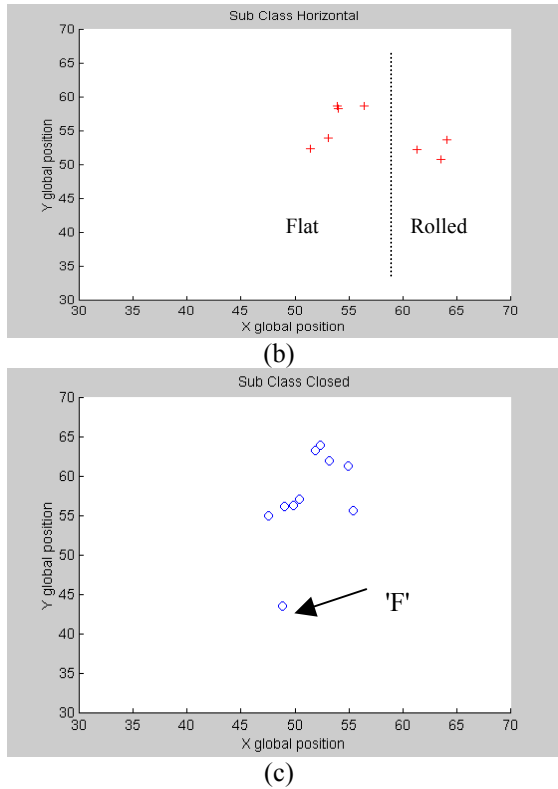 Sub Class Horizontal
70
65
60
55
50
45
40
35
30
Y global position
Flat Rolled
30 35 40 45 50 55 60 65 70
X global position
(b)
Sub Class Closed
70
65
60
55
50
45
40
35
30
Y global position
'F'
30 35 40 45 50 55 60 65 70
X global position
(c)